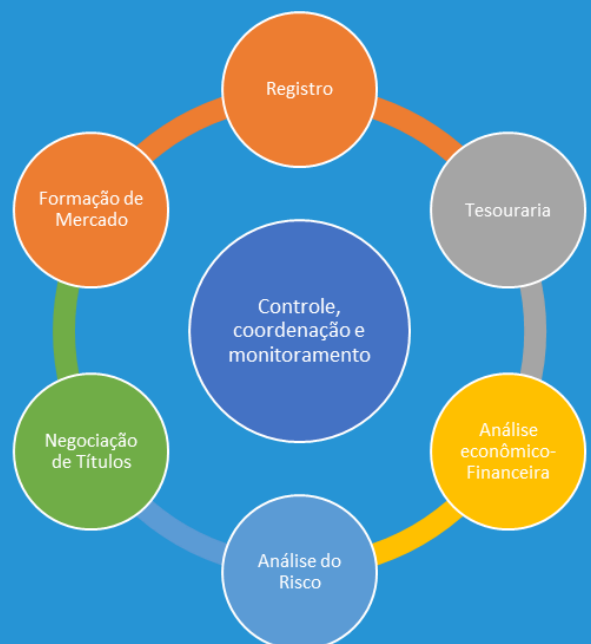 Registro
Formação de
Mercado
Tesouraria
Controle,
coordenação e
monitoramento
Negociação
de Títulos
Análise
econômico-
Financeira
Análise do
Risco